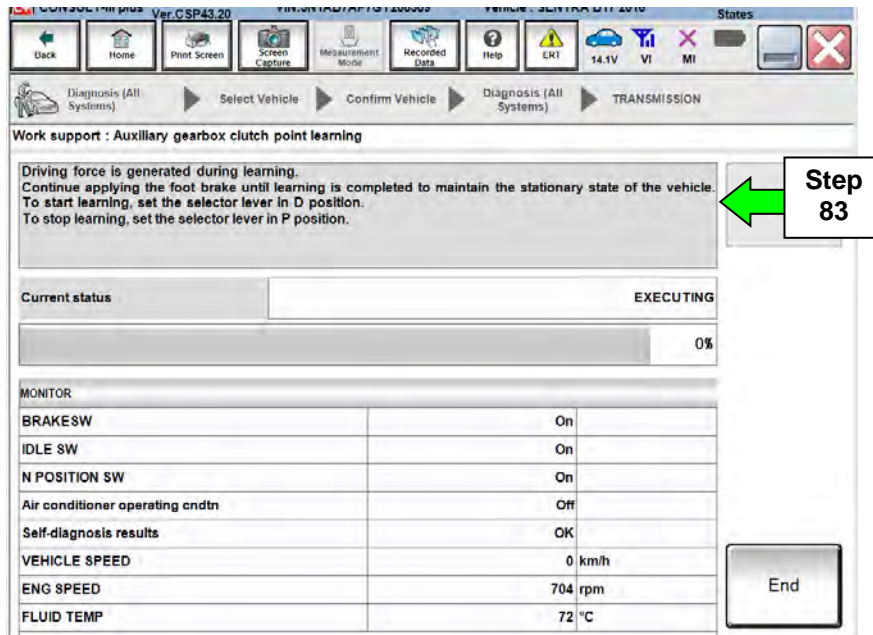 CONSULT-III plus Ver.CSP43.20 States
Back Home Print Screen Screen Capture Measurement Mode Recorded Data Help ERT 14.1V VI MI
Diagnosis (All Systems) Select Vehicle Confirm Vehicle Diagnosis (All Systems) TRANSMISSION
Work support : Auxiliary gearbox clutch point learning
Driving force is generated during learning.
Continue applying the foot brake until learning is completed to maintain the stationary state of the vehicle.
To start learning, set the selector lever in D position.
To stop learning, set the selector lever in P position.
Step
83
Current status EXECUTING
0%
MONITOR
BRAKESW On
IDLE SW On
N POSITION SW On
Air conditioner operating cndtn Off
Self-diagnosis results OK
VEHICLE SPEED 0 km/h
ENG SPEED 704 rpm
FLUID TEMP 72 °C
End